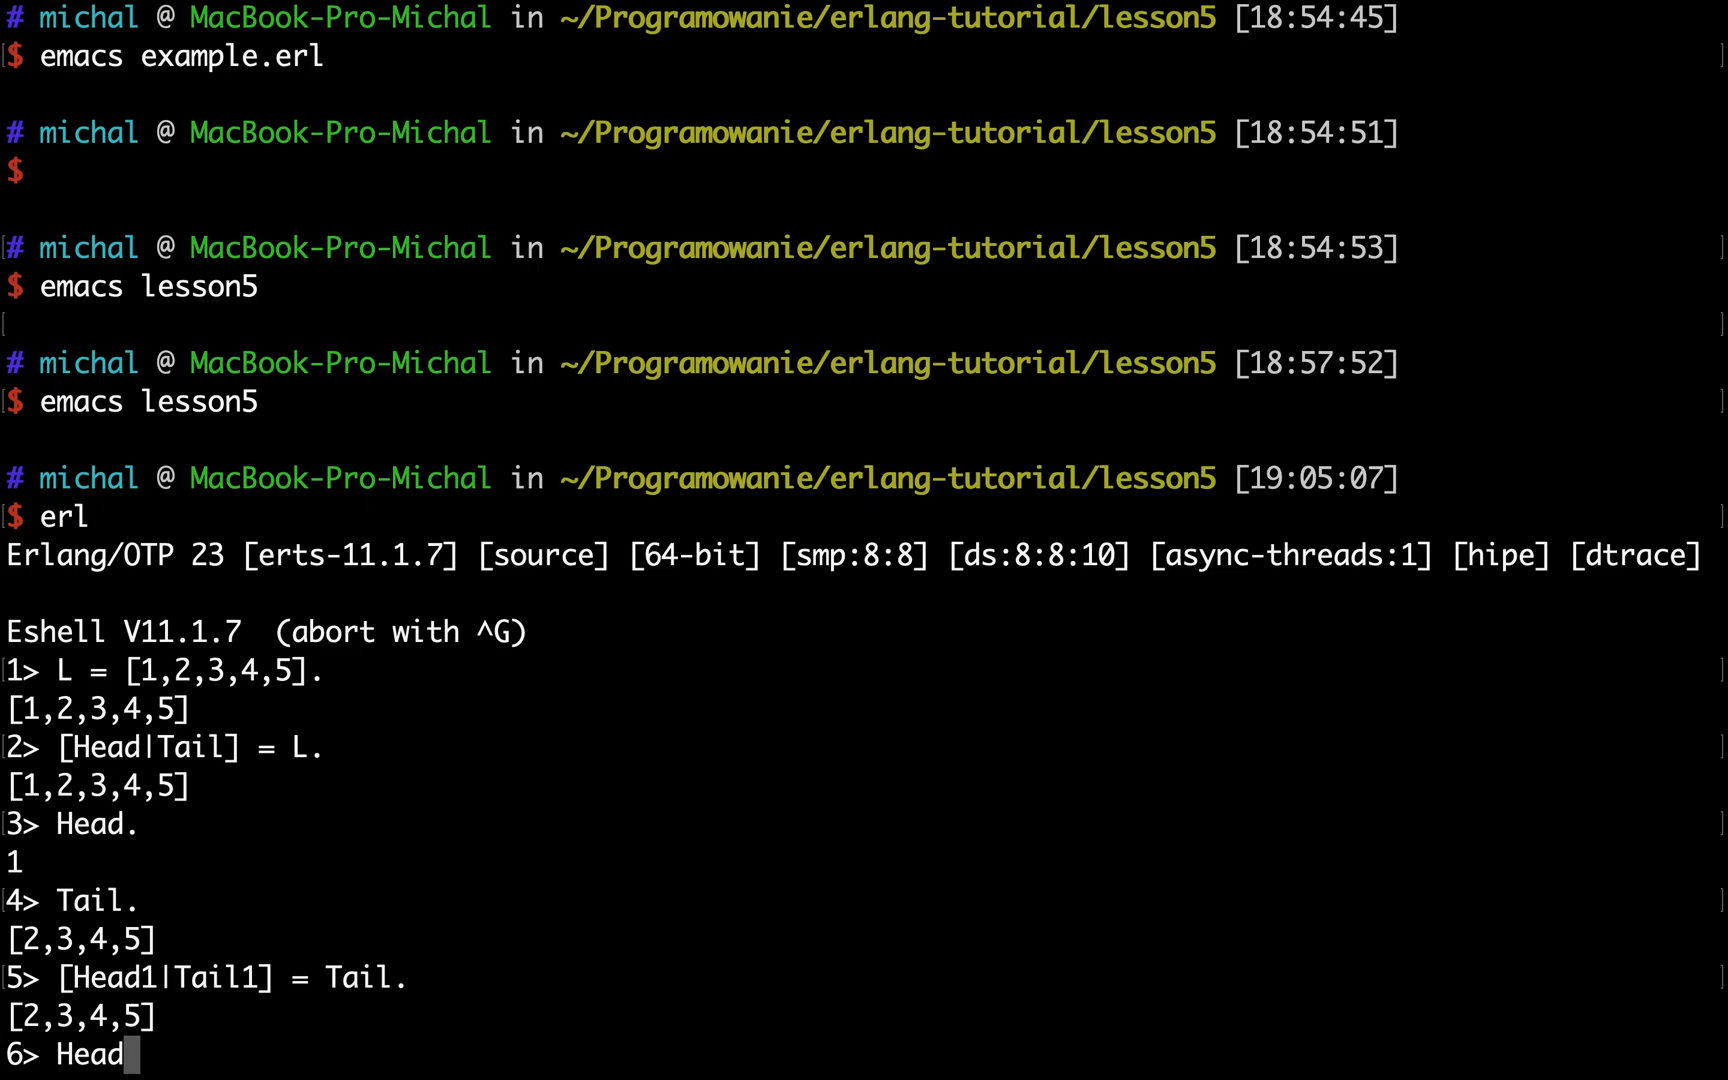 # michal @ MacBook-Pro-Michal in ~/Programowanie/erlang-tutorial/lesson5 [18:54:45]
[$ emacs example.erl ]
# michal @ MacBook-Pro-Michal in ~/Programowanie/erlang-tutorial/lesson5 [18:54:51]
$
[# michal @ MacBook-Pro-Michal in ~/Programowanie/erlang-tutorial/lesson5 [18:54:53] ]
$ emacs lesson5
[ ]
# michal @ MacBook-Pro-Michal in ~/Programowanie/erlang-tutorial/lesson5 [18:57:52]
[$ emacs lesson5 ]
# michal @ MacBook-Pro-Michal in ~/Programowanie/erlang-tutorial/lesson5 [19:05:07]
[$ erl ]
Erlang/OTP 23 [erts-11.1.7] [source] [64-bit] [smp:8:8] [ds:8:8:10] [async-threads:1] [hipe] [dtrace]
Eshell V11.1.7  (abort with ^G)
[1> L = [1,2,3,4,5]. ]
[1,2,3,4,5]
[2> [Head|Tail] = L. ]
[1,2,3,4,5]
[3> Head. ]
1
[4> Tail. ]
[2,3,4,5]
[5> [Head1|Tail1] = Tail. ]
[2,3,4,5]
6> Head